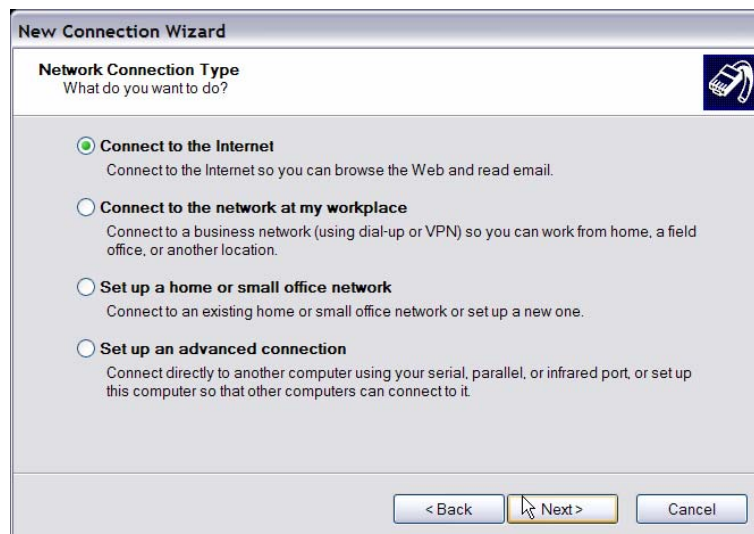 New Connection Wizard
Network Connection Type
What do you want to do?
Connect to the Internet
Connect to the Internet so you can browse the Web and read email.
Connect to the network at my workplace
Connect to a business network (using dial-up or VPN) so you can work from home, a field
office, or another location.
Set up a home or small office network
Connect to an existing home or small office network or set up a new one.
Set up an advanced connection
Connect directly to another computer using your serial, parallel, or infrared port, or set up
this computer so that other computers can connect to it.
< Back
Next >
Cancel